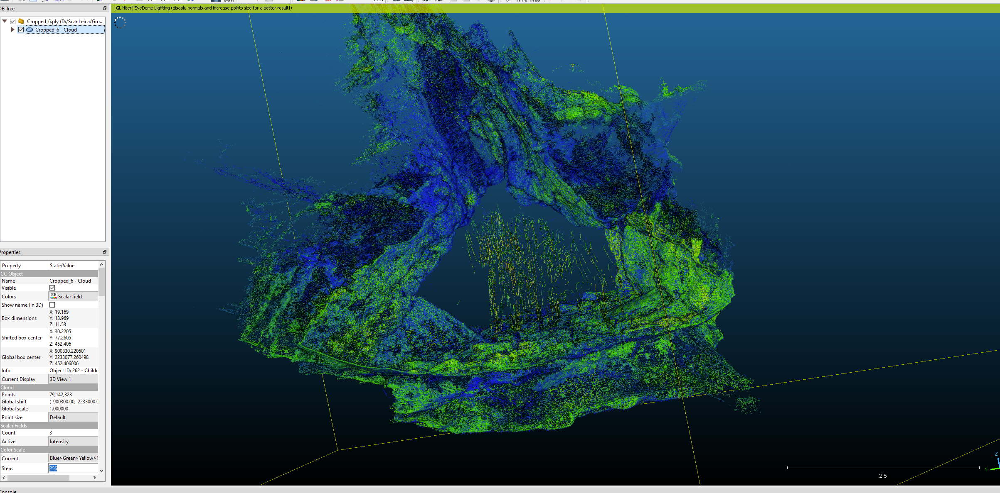 DB Tree
[GL filter] EyeDome Lighting (disable normals and increase points size for a better result!)
Cropped_6.ply (D:/ScanLeica/Gro...
Cropped_6 - Cloud
Properties
Property State/Value
CC Object
Name Cropped_6 - Cloud
Visible
Colors SF Scalar field
Show name (in 3D)
Box dimensions X: 19.169
Y: 13.969
Z: 11.53
Shifted box center X: 30.2205
Y: 77.2605
Z: 452.406
Global box center X: 900330.220501
Y: 2233077.260498
Z: 452.406006
Info Object ID: 262 - Childr
Current Display 3D View 1
Cloud
Points 79,142,323
Global shift (-900300.00;-2233000.0
Global scale 1.000000
Point size Default
Scalar Fields
Count 3
Active Intensity
Color Scale
Current Blue>Green>Yellow>
Steps 256
2.5
Z
Y
Console